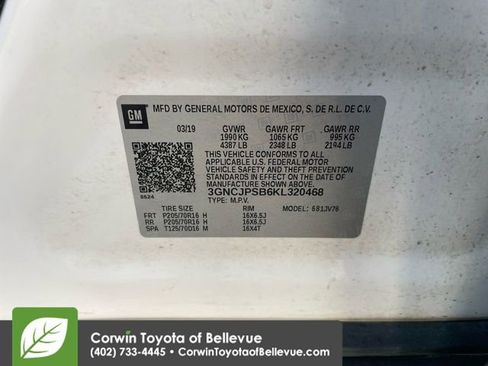 GM
MFD BY GENERAL MOTORS DE MEXICO, S. DE R.L. DE C.V.
03/19 GVWR GAWR FRT GAWR RR
1990 KG 1065 KG 995 KG
4387 LB 2348 LB 2194 LB
THIS VEHICLE CONFORMS TO ALL
APPLICABLE U.S. FEDERAL MOTOR
VEHICLE SAFETY AND THEFT PREVENTION
STANDARDS IN EFFECT ON THE DATE OF
MANUFACTURE SHOWN ABOVE.
3GNCJPSB6KL320468
TYPE: M.P.V.
8624
TIRE SIZE RIM MODEL: 681JV76
FRT P205/70R16 H 16X6.5J
RR P205/70R16 H 16X6.5J
SPA T125/70D16 M 16X4T
Corwin Toyota of Bellevue
(402) 733-4445 • CorwinToyotaofBellevue.com